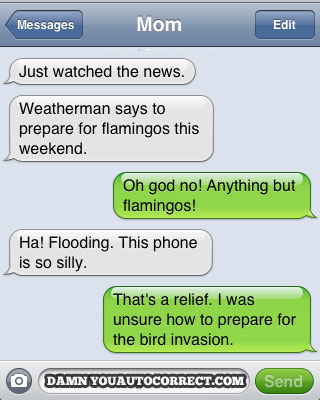 Messages
Mom
Edit
Just watched the news.
Weatherman says to
prepare for flamingos this
weekend.
Oh god no! Anything but
flamingos!
Ha! Flooding. This phone
is so silly.
That's a relief. I was
unsure how to prepare for
the bird invasion.
DAMNYOUAUTOCORRECT.COM
Send